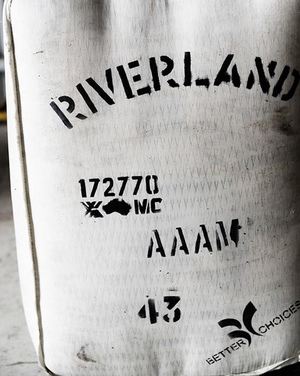 RIVERLAND
172770
MC
AAAM
43
BETTER CHOICES